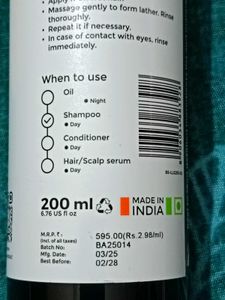 • Massage gently to form lather. Rinse
thoroughly.
• Repeat if necessary.
• In case of contact with eyes, rinse
immediately.
When to use
Oil
• Night
Shampoo
• Day
Conditioner
• Day
Hair/Scalp serum
• Day
200 ml
6.76 US fl oz
MADE IN
INDIA
M.R.P. ₹ : 595.00(Rs.2.98/ml)
(Incl. of all taxes)
Batch No: BA25014
Mfg. Date: 03/25
Best Before: 02/28